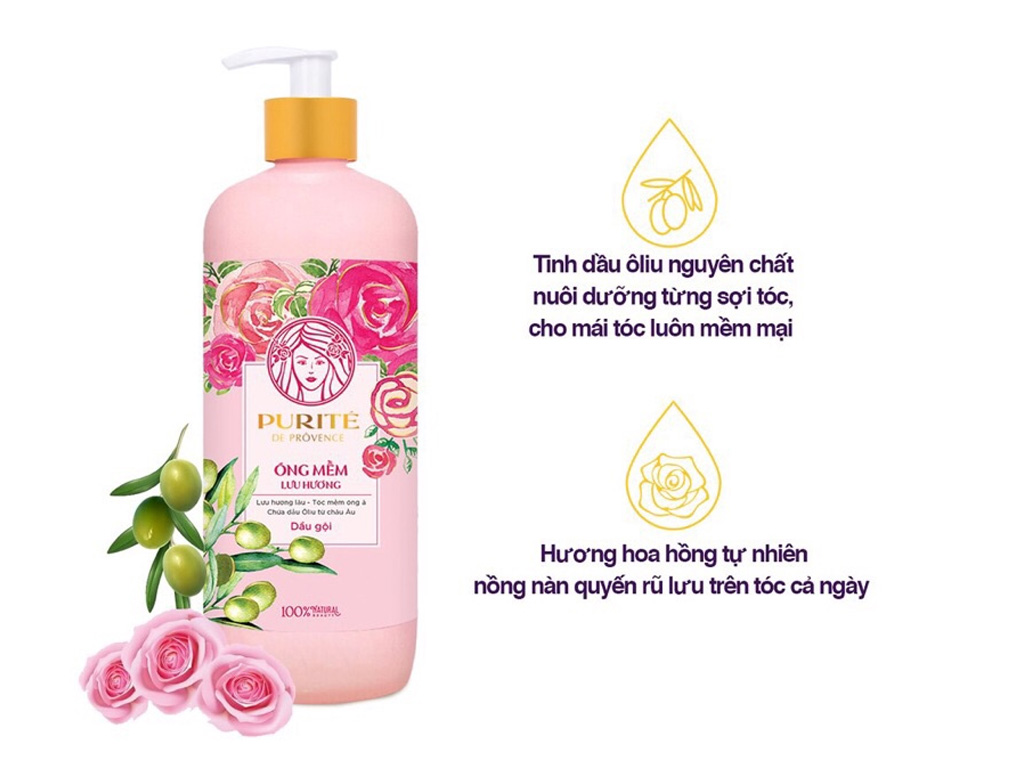 PURITÉ
DE PRÔVENCE
ÓNG MỀM
LƯU HƯƠNG
Lưu hương lâu - Tóc mềm óng ả
Chứa dầu Ôliu từ châu Âu
Dầu gội
100% NATURAL
BEAUTY
Tinh dầu ôliu nguyên chất
nuôi dưỡng từng sợi tóc,
cho mái tóc luôn mềm mại
Hương hoa hồng tự nhiên
nồng nàn quyến rũ lưu trên tóc cả ngày